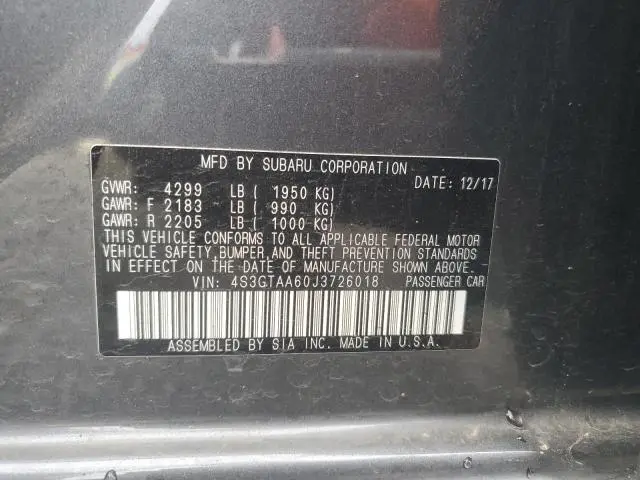 MFD BY SUBARU CORPORATION
GVWR: 4299 LB ( 1950 KG) DATE: 12/17
GAWR: F 2183 LB ( 990 KG)
GAWR: R 2205 LB ( 1000 KG)
THIS VEHICLE CONFORMS TO ALL APPLICABLE FEDERAL MOTOR
VEHICLE SAFETY, BUMPER, AND THEFT PREVENTION STANDARDS
IN EFFECT ON THE DATE OF MANUFACTURE SHOWN ABOVE.
VIN: 4S3GTAA60J3726018 PASSENGER CAR
ASSEMBLED BY SIA INC. MADE IN U.S.A.